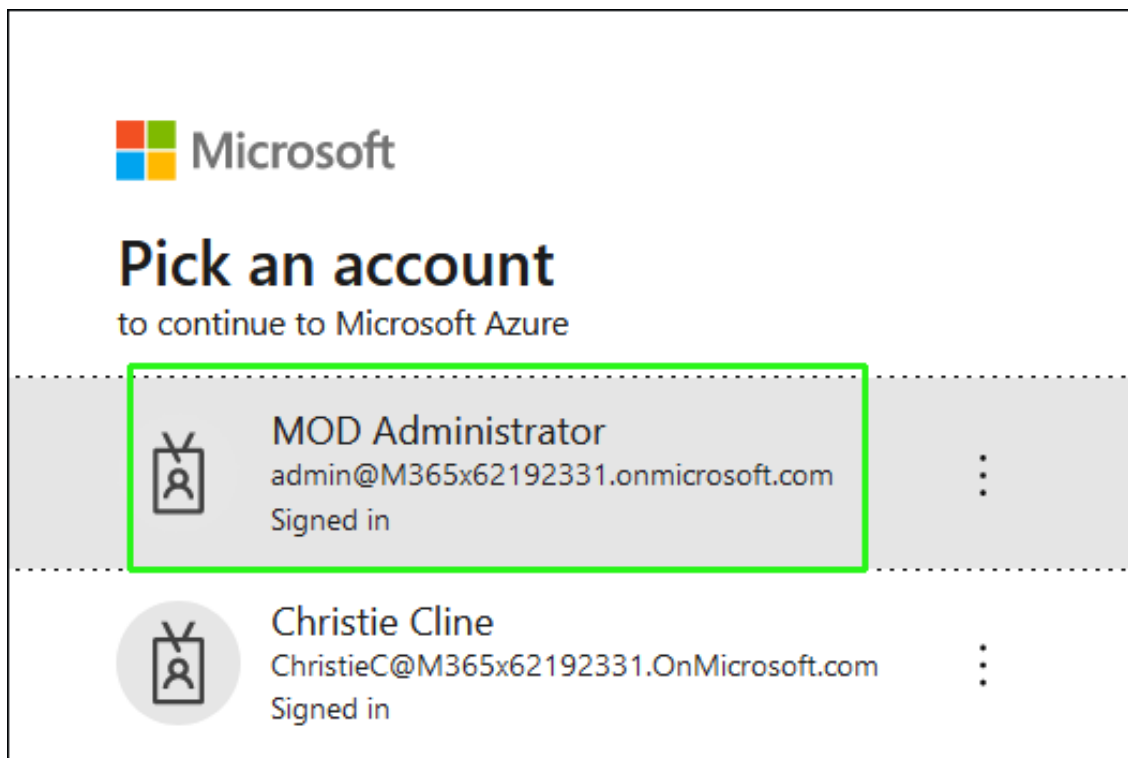 Microsoft
Pick an account
to continue to Microsoft Azure
MOD Administrator
admin@M365x62192331.onmicrosoft.com
Signed in
Christie Cline
ChristieC@M365x62192331.OnMicrosoft.com
Signed in